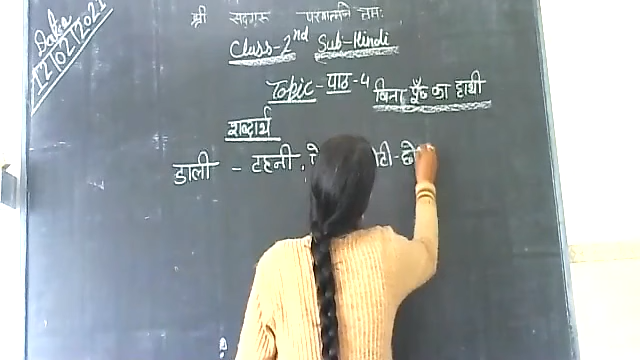 Date
12/02/2021
श्री सद्गुरु परमात्मने नमः
Class-2nd Sub-Hindi
Topic-पाठ-4 बिना पूँछ का हाथी
शब्दार्थ
डाली - टहनी,